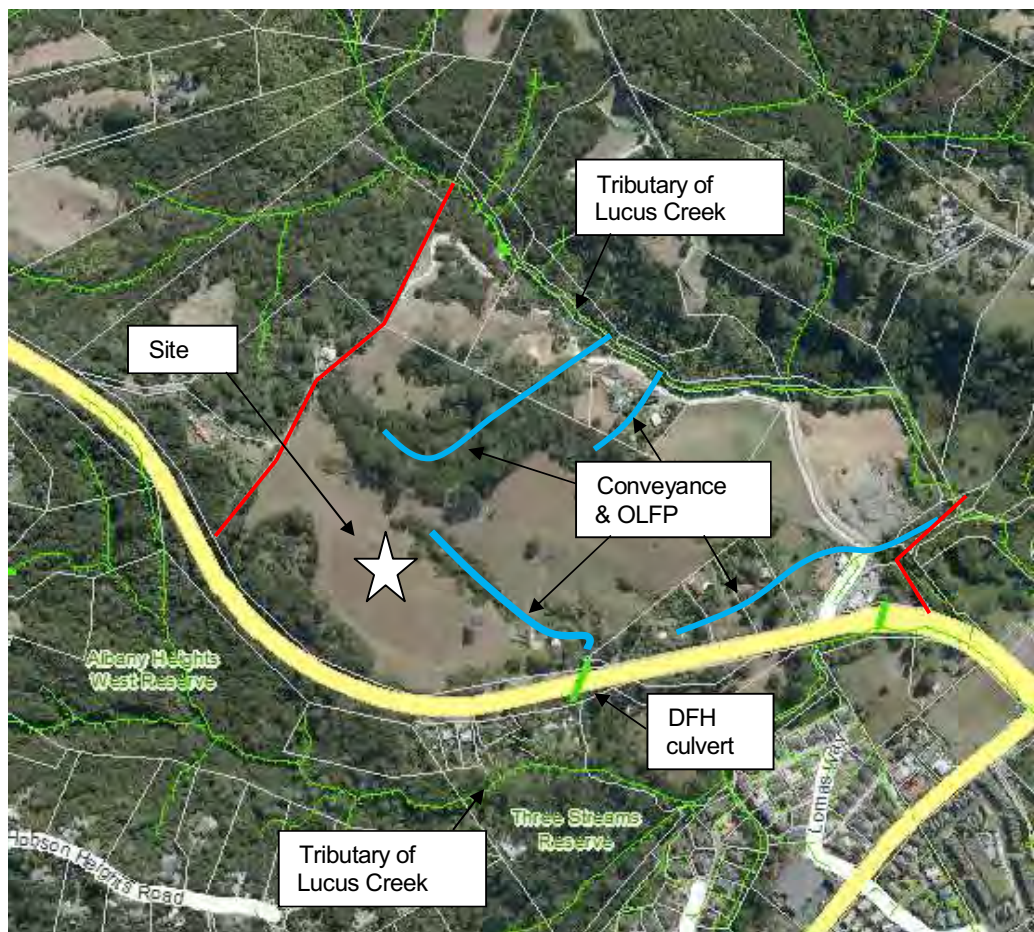 Tributary of
Lucus Creek
Site
Conveyance
& OLFP
Albany Heights
West Reserve
DFH
culvert
Three Streams
Reserve
Tributary of
Lucus Creek
Hobson Heights Road